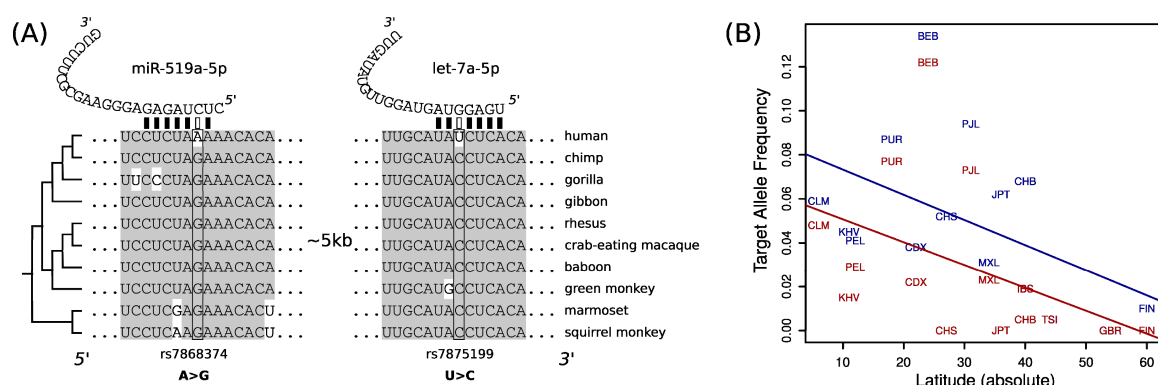 (A)
3'
GUCUUUCGCGAAGGGAGAGAUCUC 5'
miR-519a-5p
3'
UUGAUAUGUUGGAUGAUGGAGU 5'
let-7a-5p
...UCCUCUAAAAACACA... ...UUGCAUAUCUCACA... human
...UCCUCUAGAAACACA... ...UUGCAUACCUCACA... chimp
...UUCCCUAGAAACACA... ...UUGCAUACCUCACA... gorilla
...UCCUCUAGAAACACA... ...UUGCAUACCUCACA... gibbon
...UCCUCUAGAAACACA... ...UUGCAUACCUCACA... rhesus
~5kb
...UCCUCUAGAAACACA... ...UUGCAUACCUCACA... crab-eating macaque
...UCCUCUAGAAACACA... ...UUGCAUACCUCACA... baboon
...UCCUCUAGAAACACA... ...UUGCAUGCCUCACA... green monkey
...UCCUCGAGAAACACU... ...UUGCAUACCUCACA... marmoset
...UCCUCAAGAAACACU... ...UUGCAUACCUCACA... squirrel monkey
5' rs7868374 rs7875199 3'
A>G U>C
(B)
Target Allele Frequency
0.12
0.10
0.08
0.06
0.04
0.02
0.00
BEB
BEB
PJL
PUR
PUR
PJL
CHB
JPT
CLM
CHS
CLM
KHV
PEL
CDX
MXL
PEL
CDX
MXL
IBS
KHV
FIN
CHB
TSI
CHS
JPT
GBR
FIN
10 20 30 40 50 60
Latitude (absolute)